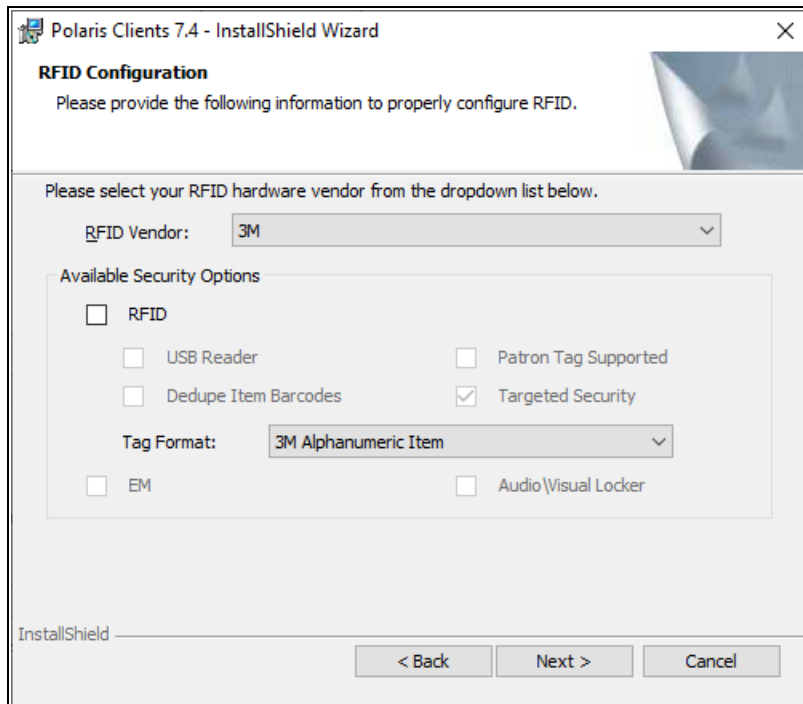 Polaris Clients 7.4 - InstallShield Wizard
RFID Configuration
Please provide the following information to properly configure RFID.
Please select your RFID hardware vendor from the dropdown list below.
RFID Vendor: 3M
Available Security Options
RFID
USB Reader Patron Tag Supported
Dedupe Item Barcodes Targeted Security
Tag Format: 3M Alphanumeric Item
EM Audio\Visual Locker
InstallShield
< Back Next > Cancel